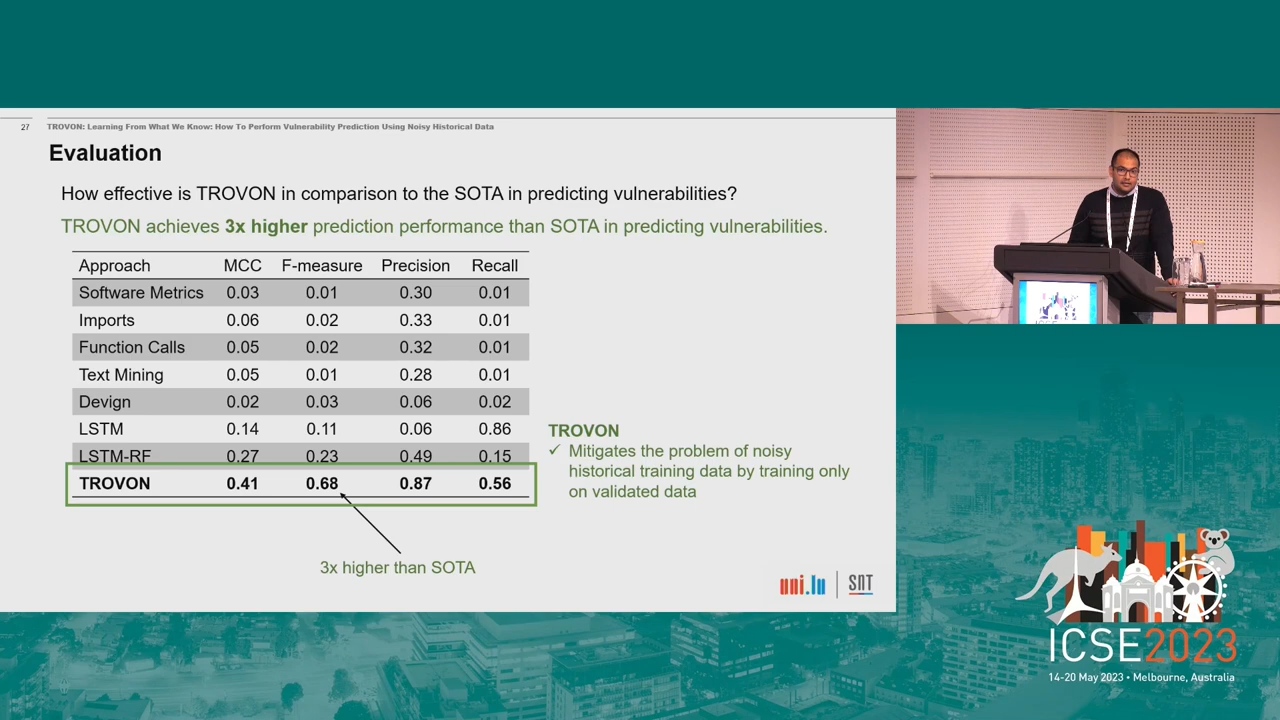 27
TROVON: Learning From What We Know: How To Perform Vulnerability Prediction Using Noisy Historical Data
Evaluation
How effective is TROVON in comparison to the SOTA in predicting vulnerabilities?
TROVON achieves 3x higher prediction performance than SOTA in predicting vulnerabilities.
Approach MCC F-measure Precision Recall
Software Metrics 0.03 0.01 0.30 0.01
Imports 0.06 0.02 0.33 0.01
Function Calls 0.05 0.02 0.32 0.01
Text Mining 0.05 0.01 0.28 0.01
Devign 0.02 0.03 0.06 0.02
LSTM 0.14 0.11 0.06 0.86
LSTM-RF 0.27 0.23 0.49 0.15
TROVON 0.41 0.68 0.87 0.56
TROVON
✓ Mitigates the problem of noisy
historical training data by training only
on validated data
3x higher than SOTA
uni.lu SNT
ICSE
ICSE2023
14-20 May 2023 • Melbourne, Australia